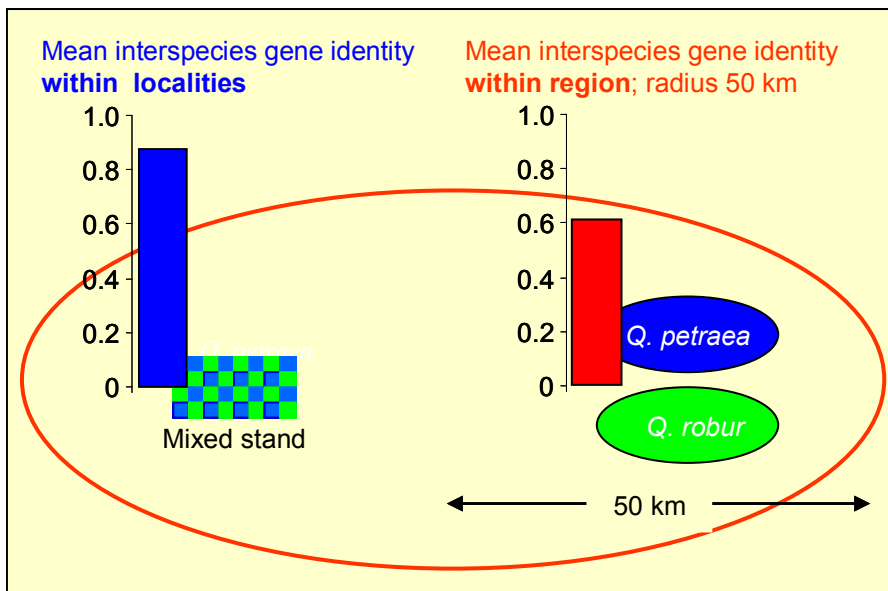 Mean interspecies gene identity
within localities
1.0
0.8
0.6
0.4
0.2
0
Mixed stand
Mean interspecies gene identity
within region; radius 50 km
1.0
0.8
0.6
0.4
0.2
0
Q. petraea
Q. robur
50 km